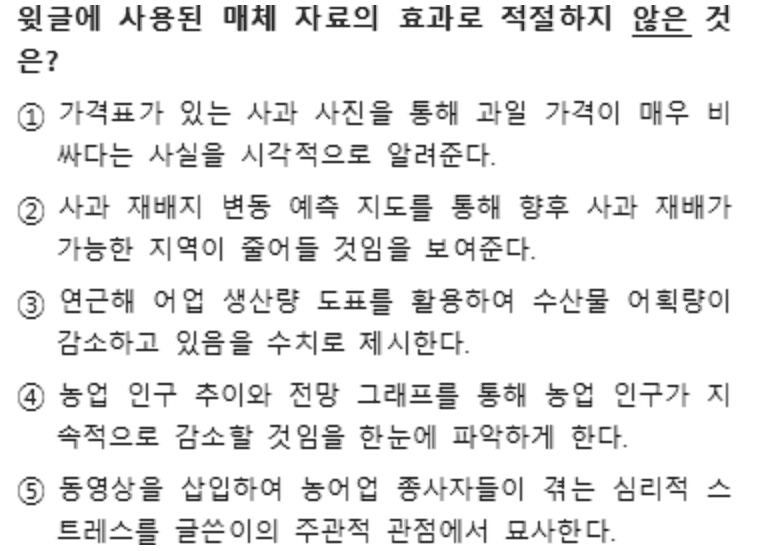 윗글에 사용된 매체 자료의 효과로 적절하지 않은 것
은?
① 가격표가 있는 사과 사진을 통해 과일 가격이 매우 비
싸다는 사실을 시각적으로 알려준다.
② 사과 재배지 변동 예측 지도를 통해 향후 사과 재배가
가능한 지역이 줄어들 것임을 보여준다.
③ 연근해 어업 생산량 도표를 활용하여 수산물 어획량이
감소하고 있음을 수치로 제시한다.
④ 농업 인구 추이와 전망 그래프를 통해 농업 인구가 지
속적으로 감소할 것임을 한눈에 파악하게 한다.
⑤ 동영상을 삽입하여 농어업 종사자들이 겪는 심리적 스
트레스를 글쓴이의 주관적 관점에서 묘사한다.